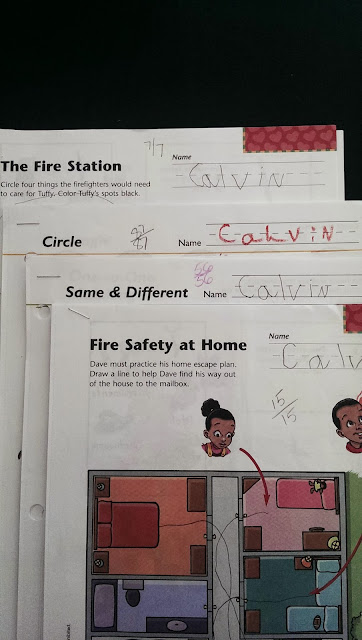 7/7
The Fire Station
Name Calvin
Circle four things the firefighters would need
to care for Tuffy. Color Tuffy's spots black.
Circle
Name CALViN
Same & Different
56/56
Name Calvin
Fire Safety at Home
Name
Calv
Dave must practice his home escape plan.
Draw a line to help Dave find his way out
of the house to the mailbox.
15/15